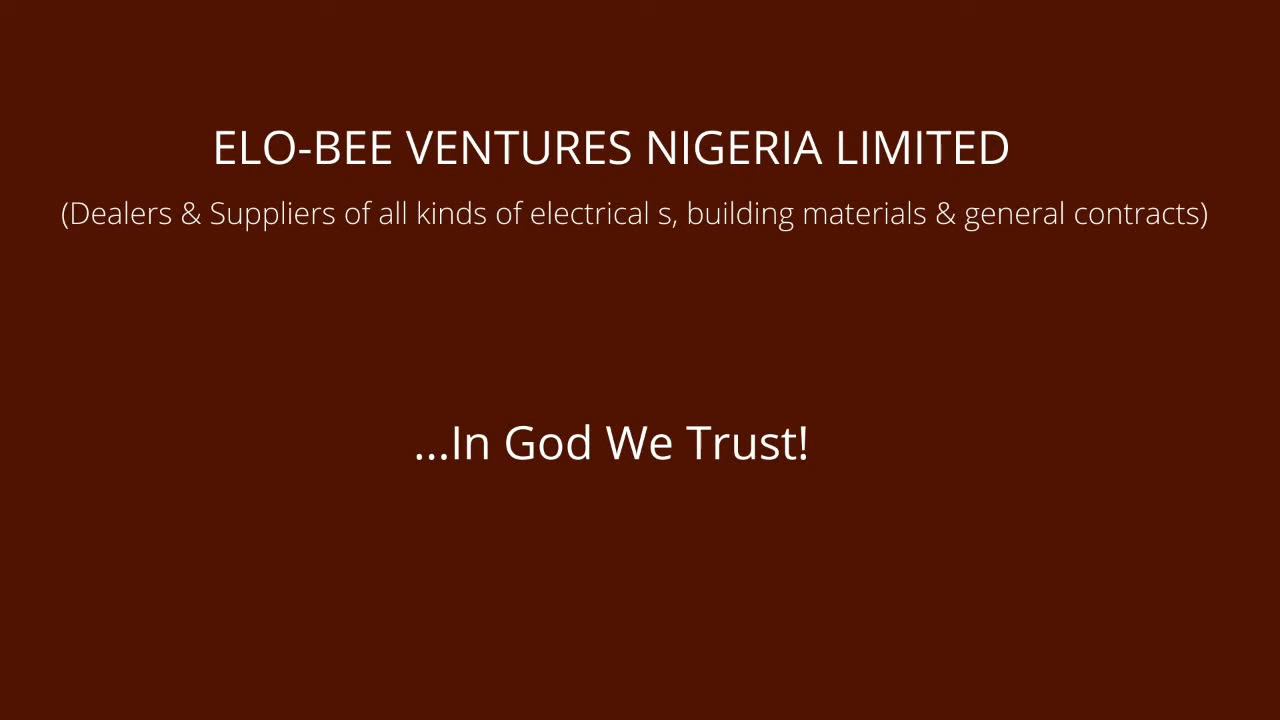 ELO-BEE VENTURES NIGERIA LIMITED
(Dealers & Suppliers of all kinds of electrical s, building materials & general contracts)
...In God We Trust!